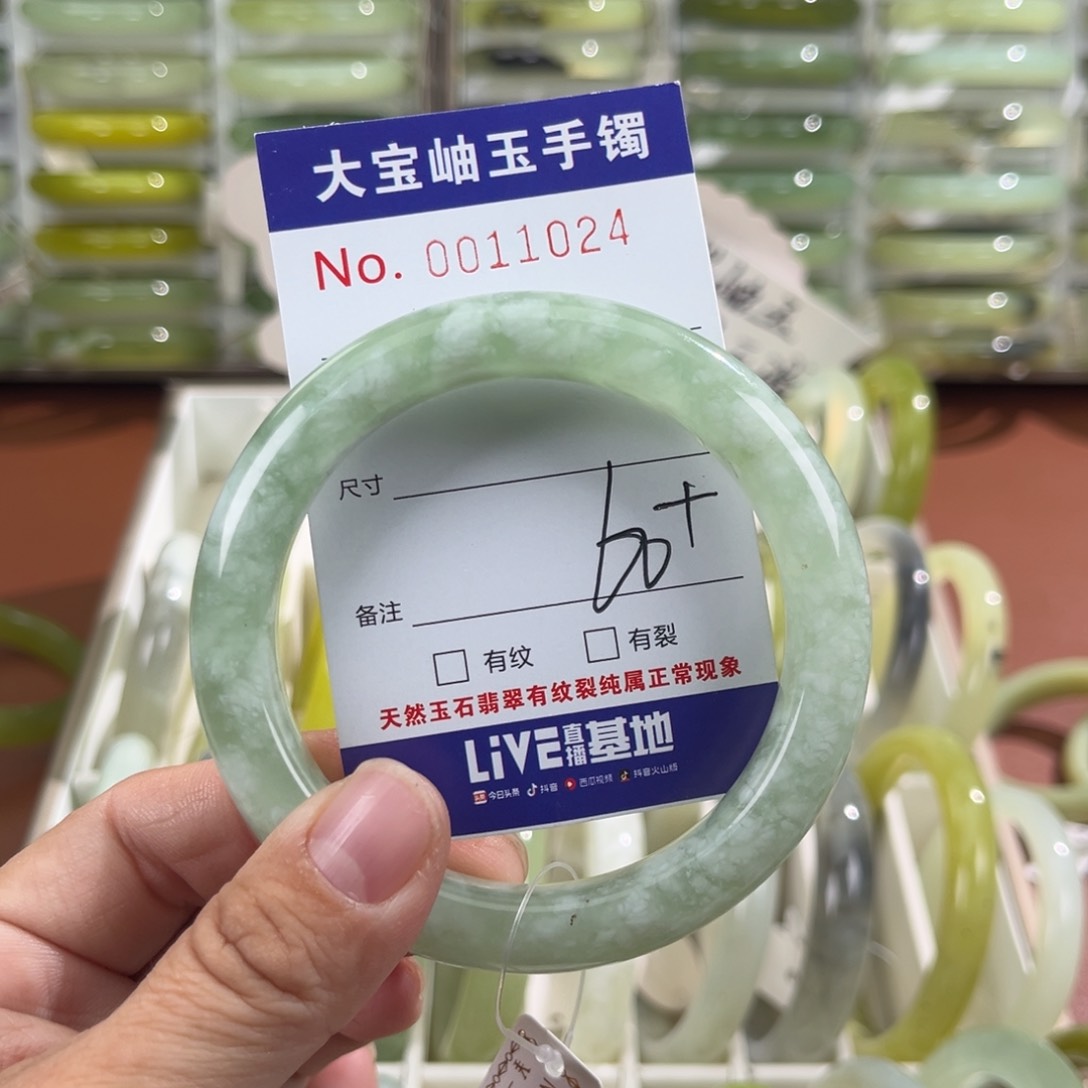 大宝岫玉手镯
No. 0011024
尺寸
60+
备注
有纹 有裂
天然玉石翡翠有纹裂纯属正常现象
LiVE直播基地
今日头条 抖音 西瓜视频 抖音火山版